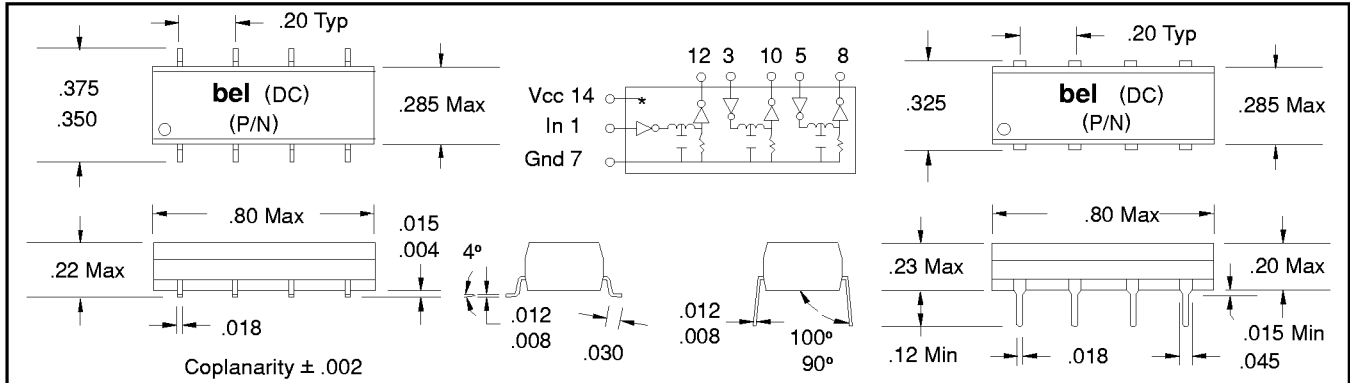 .20 Typ
.375
.350
bel (DC)
(P/N)
.285 Max
12 3 10 5 8
Vcc 14
*
In 1
Gnd 7
.20 Typ
.325
bel (DC)
(P/N)
.285 Max
.80 Max
.22 Max
.015
.004
.018
Coplanarity ± .002
4º
.012
.008
.030
.012
.008
100º
90º
.80 Max
.23 Max
.20 Max
.12 Min
.018
.015 Min
.045